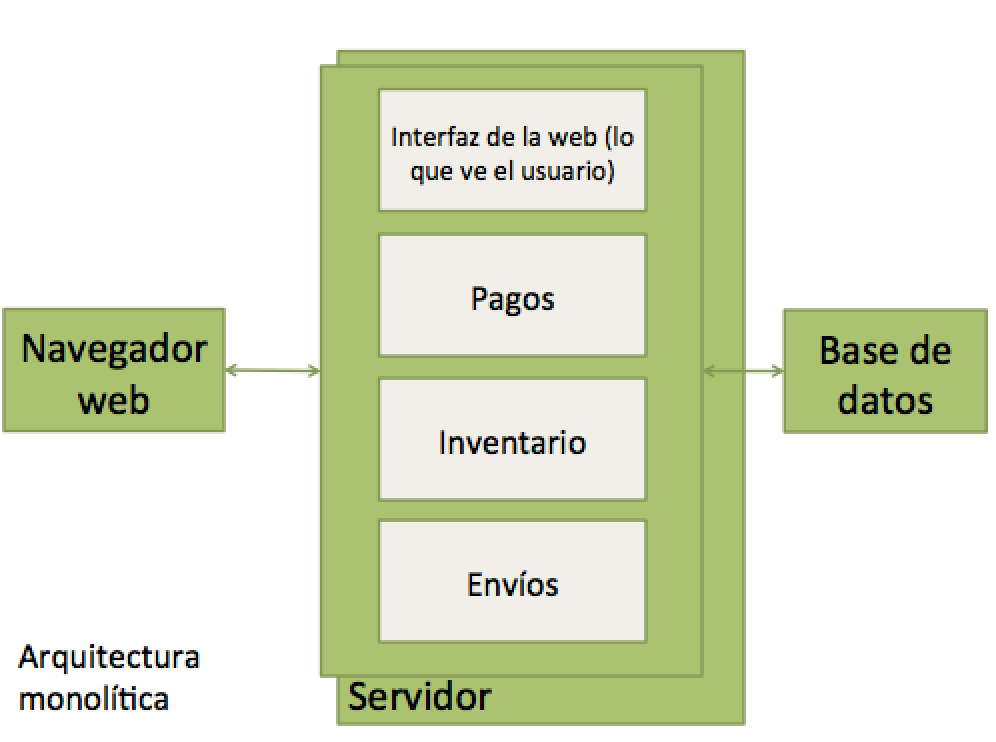 Interfaz de la web (lo
que ve el usuario)
Pagos
Navegador
web
Base de
datos
Inventario
Envíos
Arquitectura
monolítica
Servidor